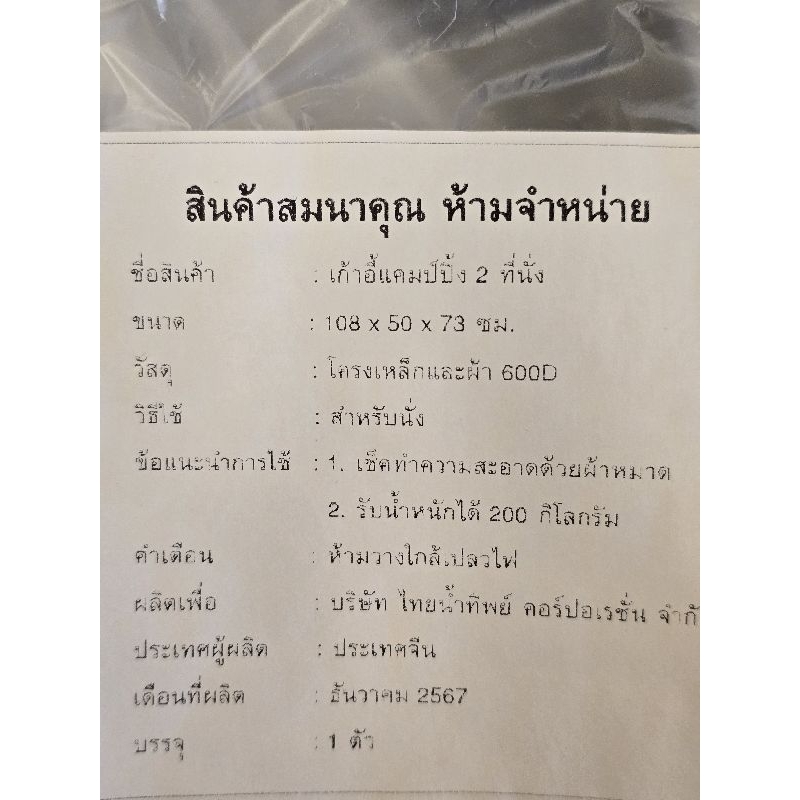 สินค้าสมนาคุณ ห้ามจำหน่าย
ชื่อสินค้า : เก้าอี้แคมป์ปิ้ง 2 ที่นั่ง
ขนาด : 108 x 50 x 73 ซม.
วัสดุ : โครงเหล็กและผ้า 600D
วิธีใช้ : สำหรับนั่ง
ข้อแนะนำการใช้ : 1. เช็คทำความสะอาดด้วยผ้าหมาด
2. รับน้ำหนักได้ 200 กิโลกรัม
คำเตือน : ห้ามวางใกล้เปลวไฟ
ผลิตเพื่อ : บริษัท ไทยน้ำทิพย์ คอร์ปอเรชั่น จำกั
ประเทศผู้ผลิต : ประเทศจีน
เดือนที่ผลิต : ธันวาคม 2567
บรรจุ : 1 ตัว